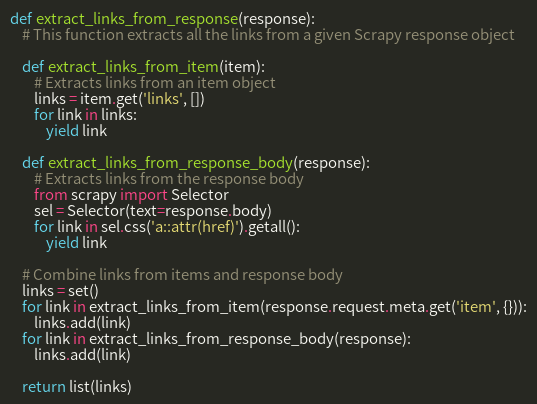 def extract_links_from_response(response):
    # This function extracts all the links from a given Scrapy response object

    def extract_links_from_item(item):
        # Extracts links from an item object
        links = item.get('links', [])
        for link in links:
            yield link

    def extract_links_from_response_body(response):
        # Extracts links from the response body
        from scrapy import Selector
        sel = Selector(text=response.body)
        for link in sel.css('a::attr(href)').getall():
            yield link

    # Combine links from items and response body
    links = set()
    for link in extract_links_from_item(response.request.meta.get('item', {})):
        links.add(link)
    for link in extract_links_from_response_body(response):
        links.add(link)

    return list(links)